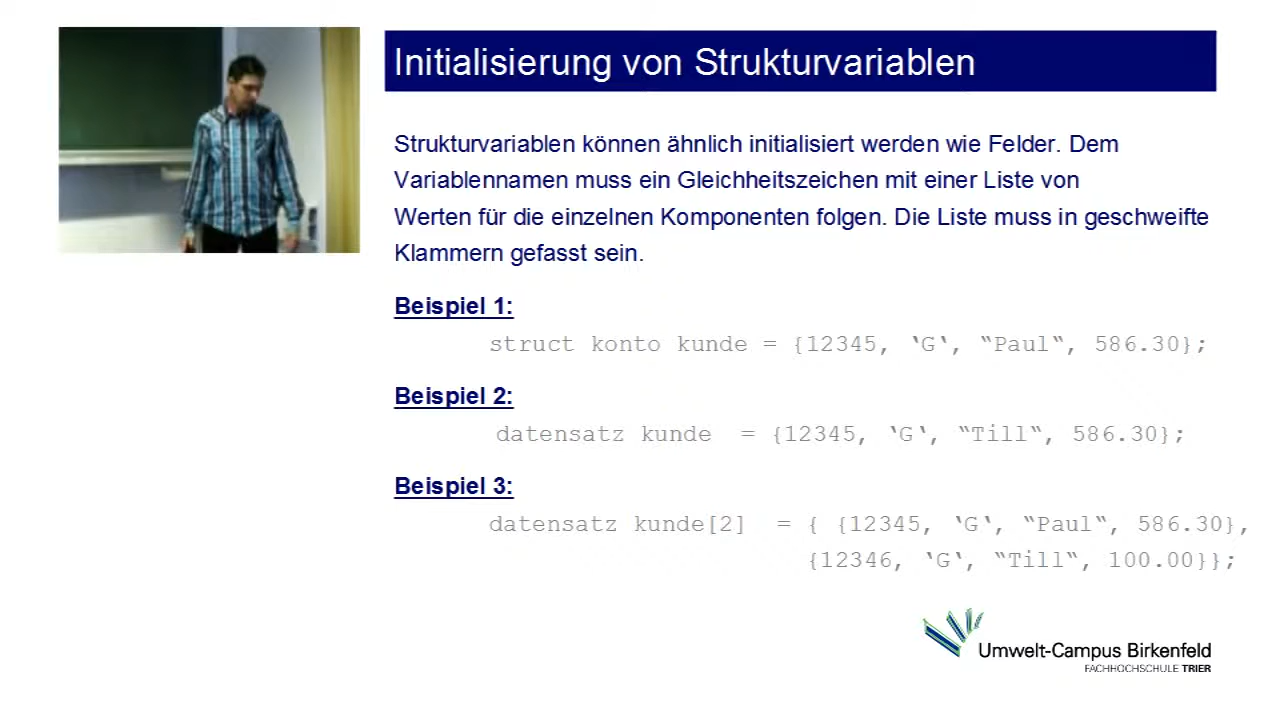 Initialisierung von Strukturvariablen
Strukturvariablen können ähnlich initialisiert werden wie Felder. Dem
Variablennamen muss ein Gleichheitszeichen mit einer Liste von
Werten für die einzelnen Komponenten folgen. Die Liste muss in geschweifte
Klammern gefasst sein.
Beispiel 1:
struct konto kunde = {12345, ‛G‛, “Paul“, 586.30};
Beispiel 2:
datensatz kunde = {12345, ‛G‛, “Till“, 586.30};
Beispiel 3:
datensatz kunde[2] = { {12345, ‛G‛, “Paul“, 586.30},
{12346, ‛G‛, “Till“, 100.00}};
Umwelt-Campus Birkenfeld
FACHHOCHSCHULE TRIER